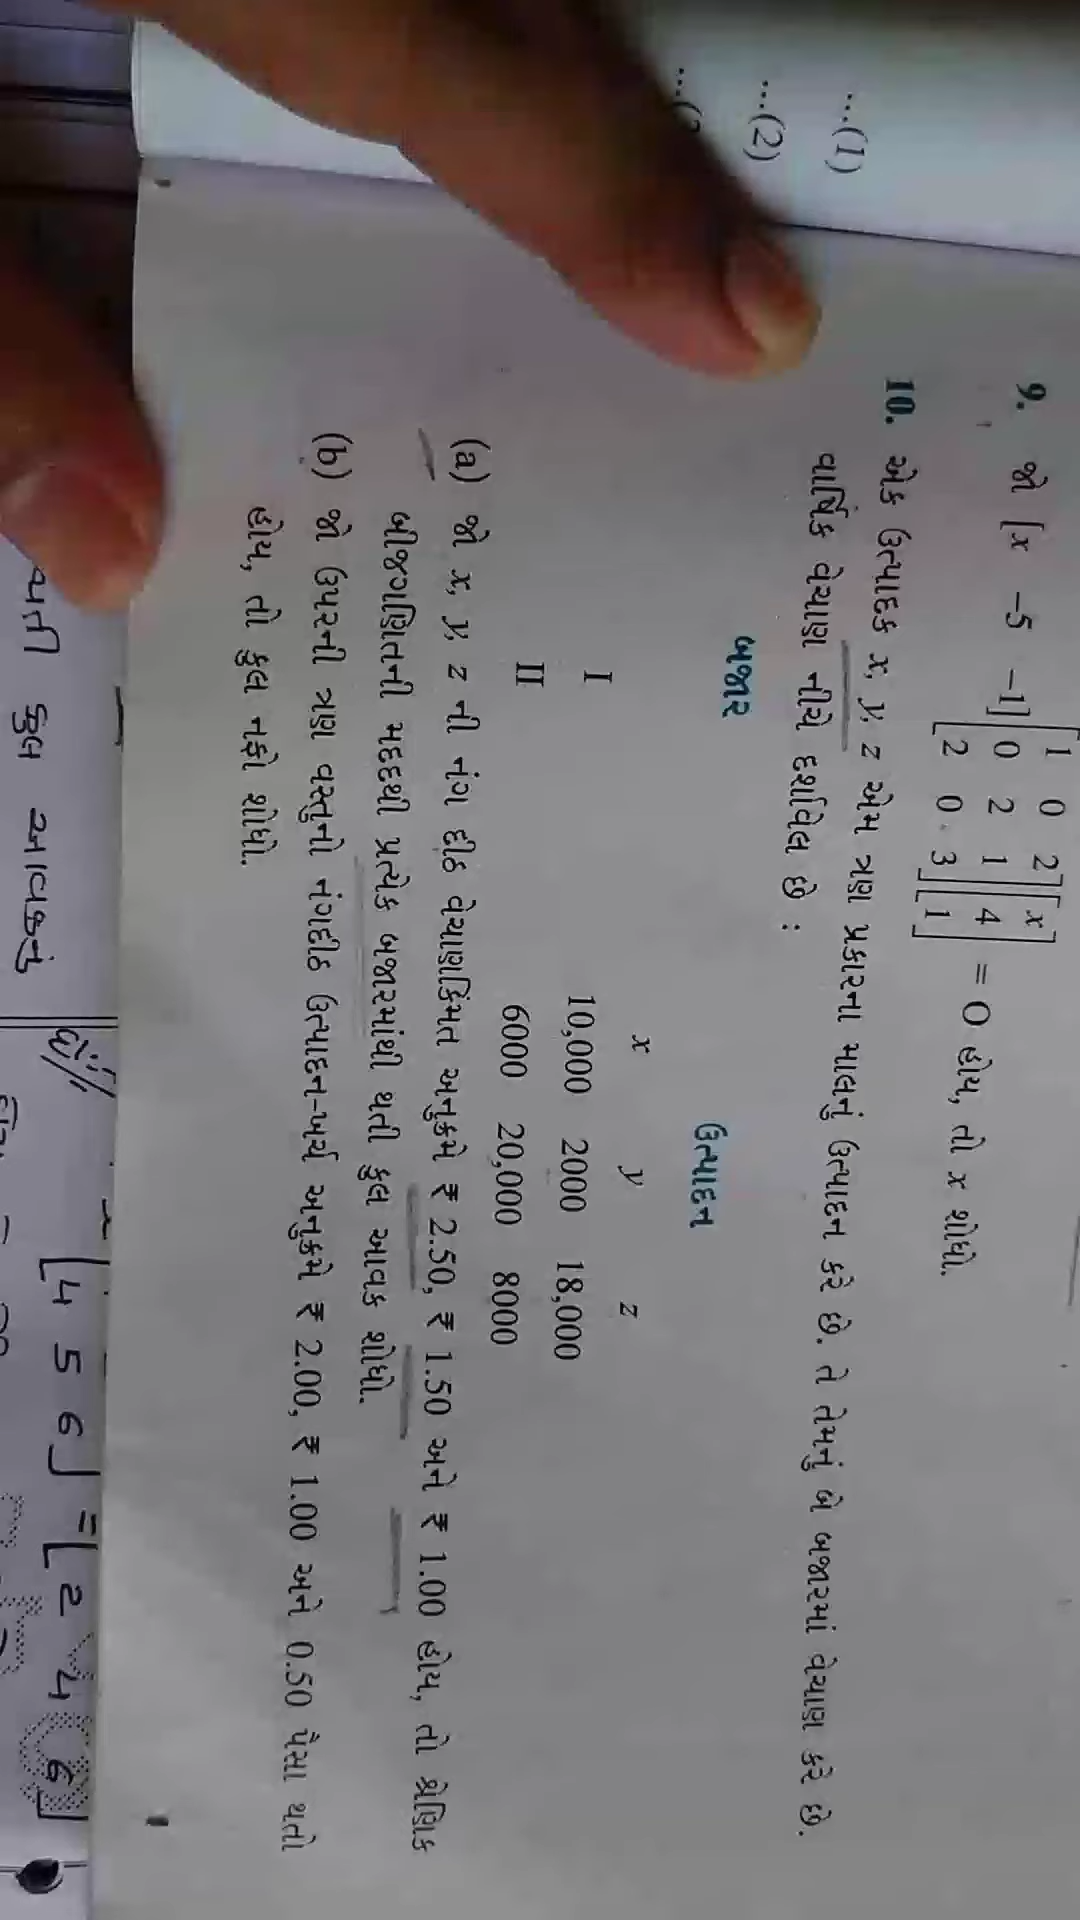 ...(1)
...(2)
9. જો [x −5 −1] [1 0 2 / 0 2 1 / 2 0 3] [x / 4 / 1] = O હોય, તો x શોધો.
10. એક ઉત્પાદક x, y, z એમ ત્રણ પ્રકારના માલનું ઉત્પાદન કરે છે. તે તેમનું બે બજારમાં વેચાણ કરે છે.
વાર્ષિક વેચાણ નીચે દર્શાવેલ છે :
બજાર ઉત્પાદન
x y z
I 10,000 2000 18,000
II 6000 20,000 8000
(a) જો x, y, z ની નંગ દીઠ વેચાણકિંમત અનુક્રમે ₹ 2.50, ₹ 1.50 અને ₹ 1.00 હોય, તો શ્રેણિક
બીજગણિતની મદદથી પ્રત્યેક બજારમાંથી થતી કુલ આવક શોધો.
(b) જો ઉપરની ત્રણ વસ્તુનો નંગદીઠ ઉત્પાદન-ખર્ચ અનુક્રમે ₹ 2.00, ₹ 1.00 અને 0.50 પૈસા થતો
હોય, તો કુલ નફો શોધો.
થતી કુલ આવકનું
[4 5 6] = [2 4 6]